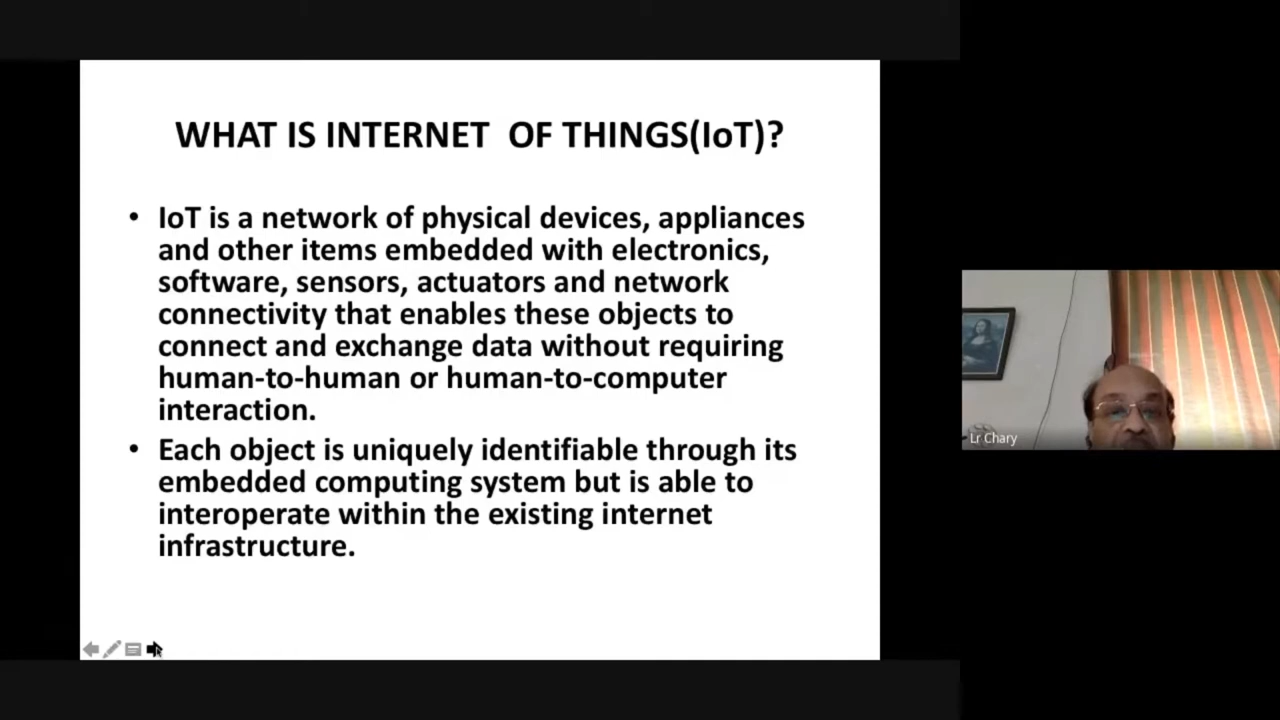 WHAT IS INTERNET OF THINGS(IoT)?
• IoT is a network of physical devices, appliances
and other items embedded with electronics,
software, sensors, actuators and network
connectivity that enables these objects to
connect and exchange data without requiring
human-to-human or human-to-computer
interaction.
• Each object is uniquely identifiable through its
embedded computing system but is able to
interoperate within the existing internet
infrastructure.
Lr Chary